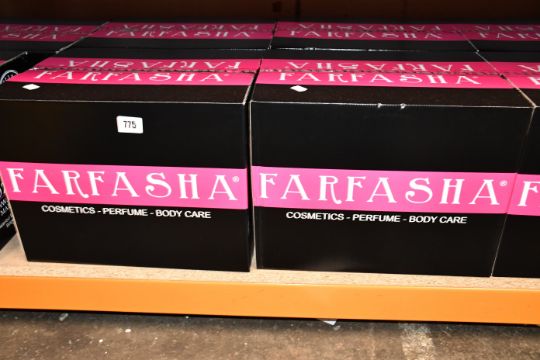 FARFASHA FARFASHA
FARFASHA FARFASHA
775
FARFASHA® FARFASHA®
COSMETICS - PERFUME - BODY CARE COSMETICS - PERFUME - BODY CARE